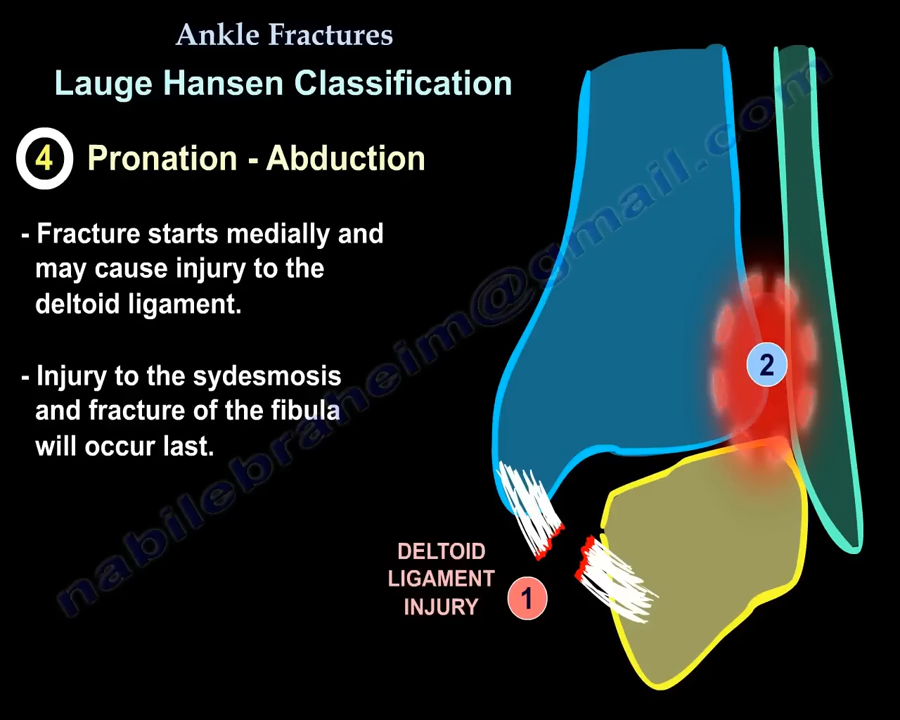 Ankle Fractures
Lauge Hansen Classification
4 Pronation - Abduction
- Fracture starts medially and
may cause injury to the
deltoid ligament.
- Injury to the sydesmosis
and fracture of the fibula
will occur last.
2
DELTOID
LIGAMENT
INJURY
1
nabilebraheim@gmail.com